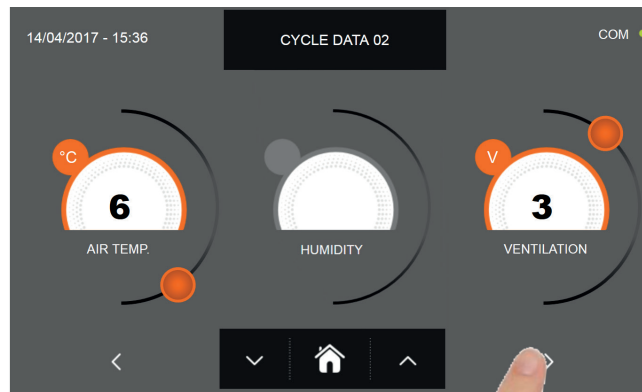 14/04/2017 - 15:36
CYCLE DATA 02
COM
°C
V
6
3
AIR TEMP.
HUMIDITY
VENTILATION